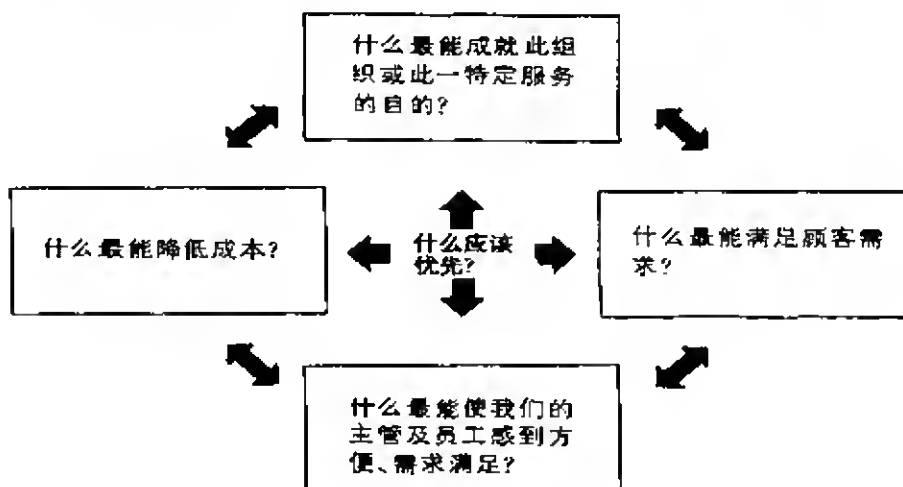 什么最能成就此组
织或此一特定服务
的目的?
什么最能降低成本?
什么应该
优先?
什么最能满足顾客需
求?
什么最能使我们的
主管及员工感到方
便、需求满足?